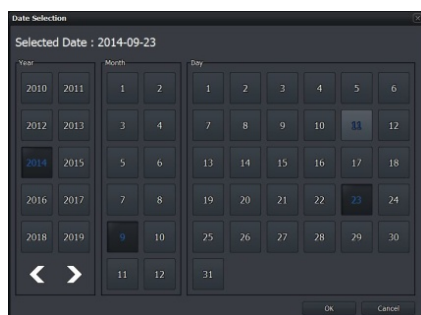 Date Selection
Selected Date : 2014-09-23
Year Month Day
2010 2011 1 2 1 2 3 4 5 6
2012 2013 3 4 7 8 9 10 11 12
2014 2015 5 6 13 14 15 16 17 18
2016 2017 7 8 19 20 21 22 23 24
2018 2019 9 10 25 26 27 28 29 30
11 12 31
OK Cancel